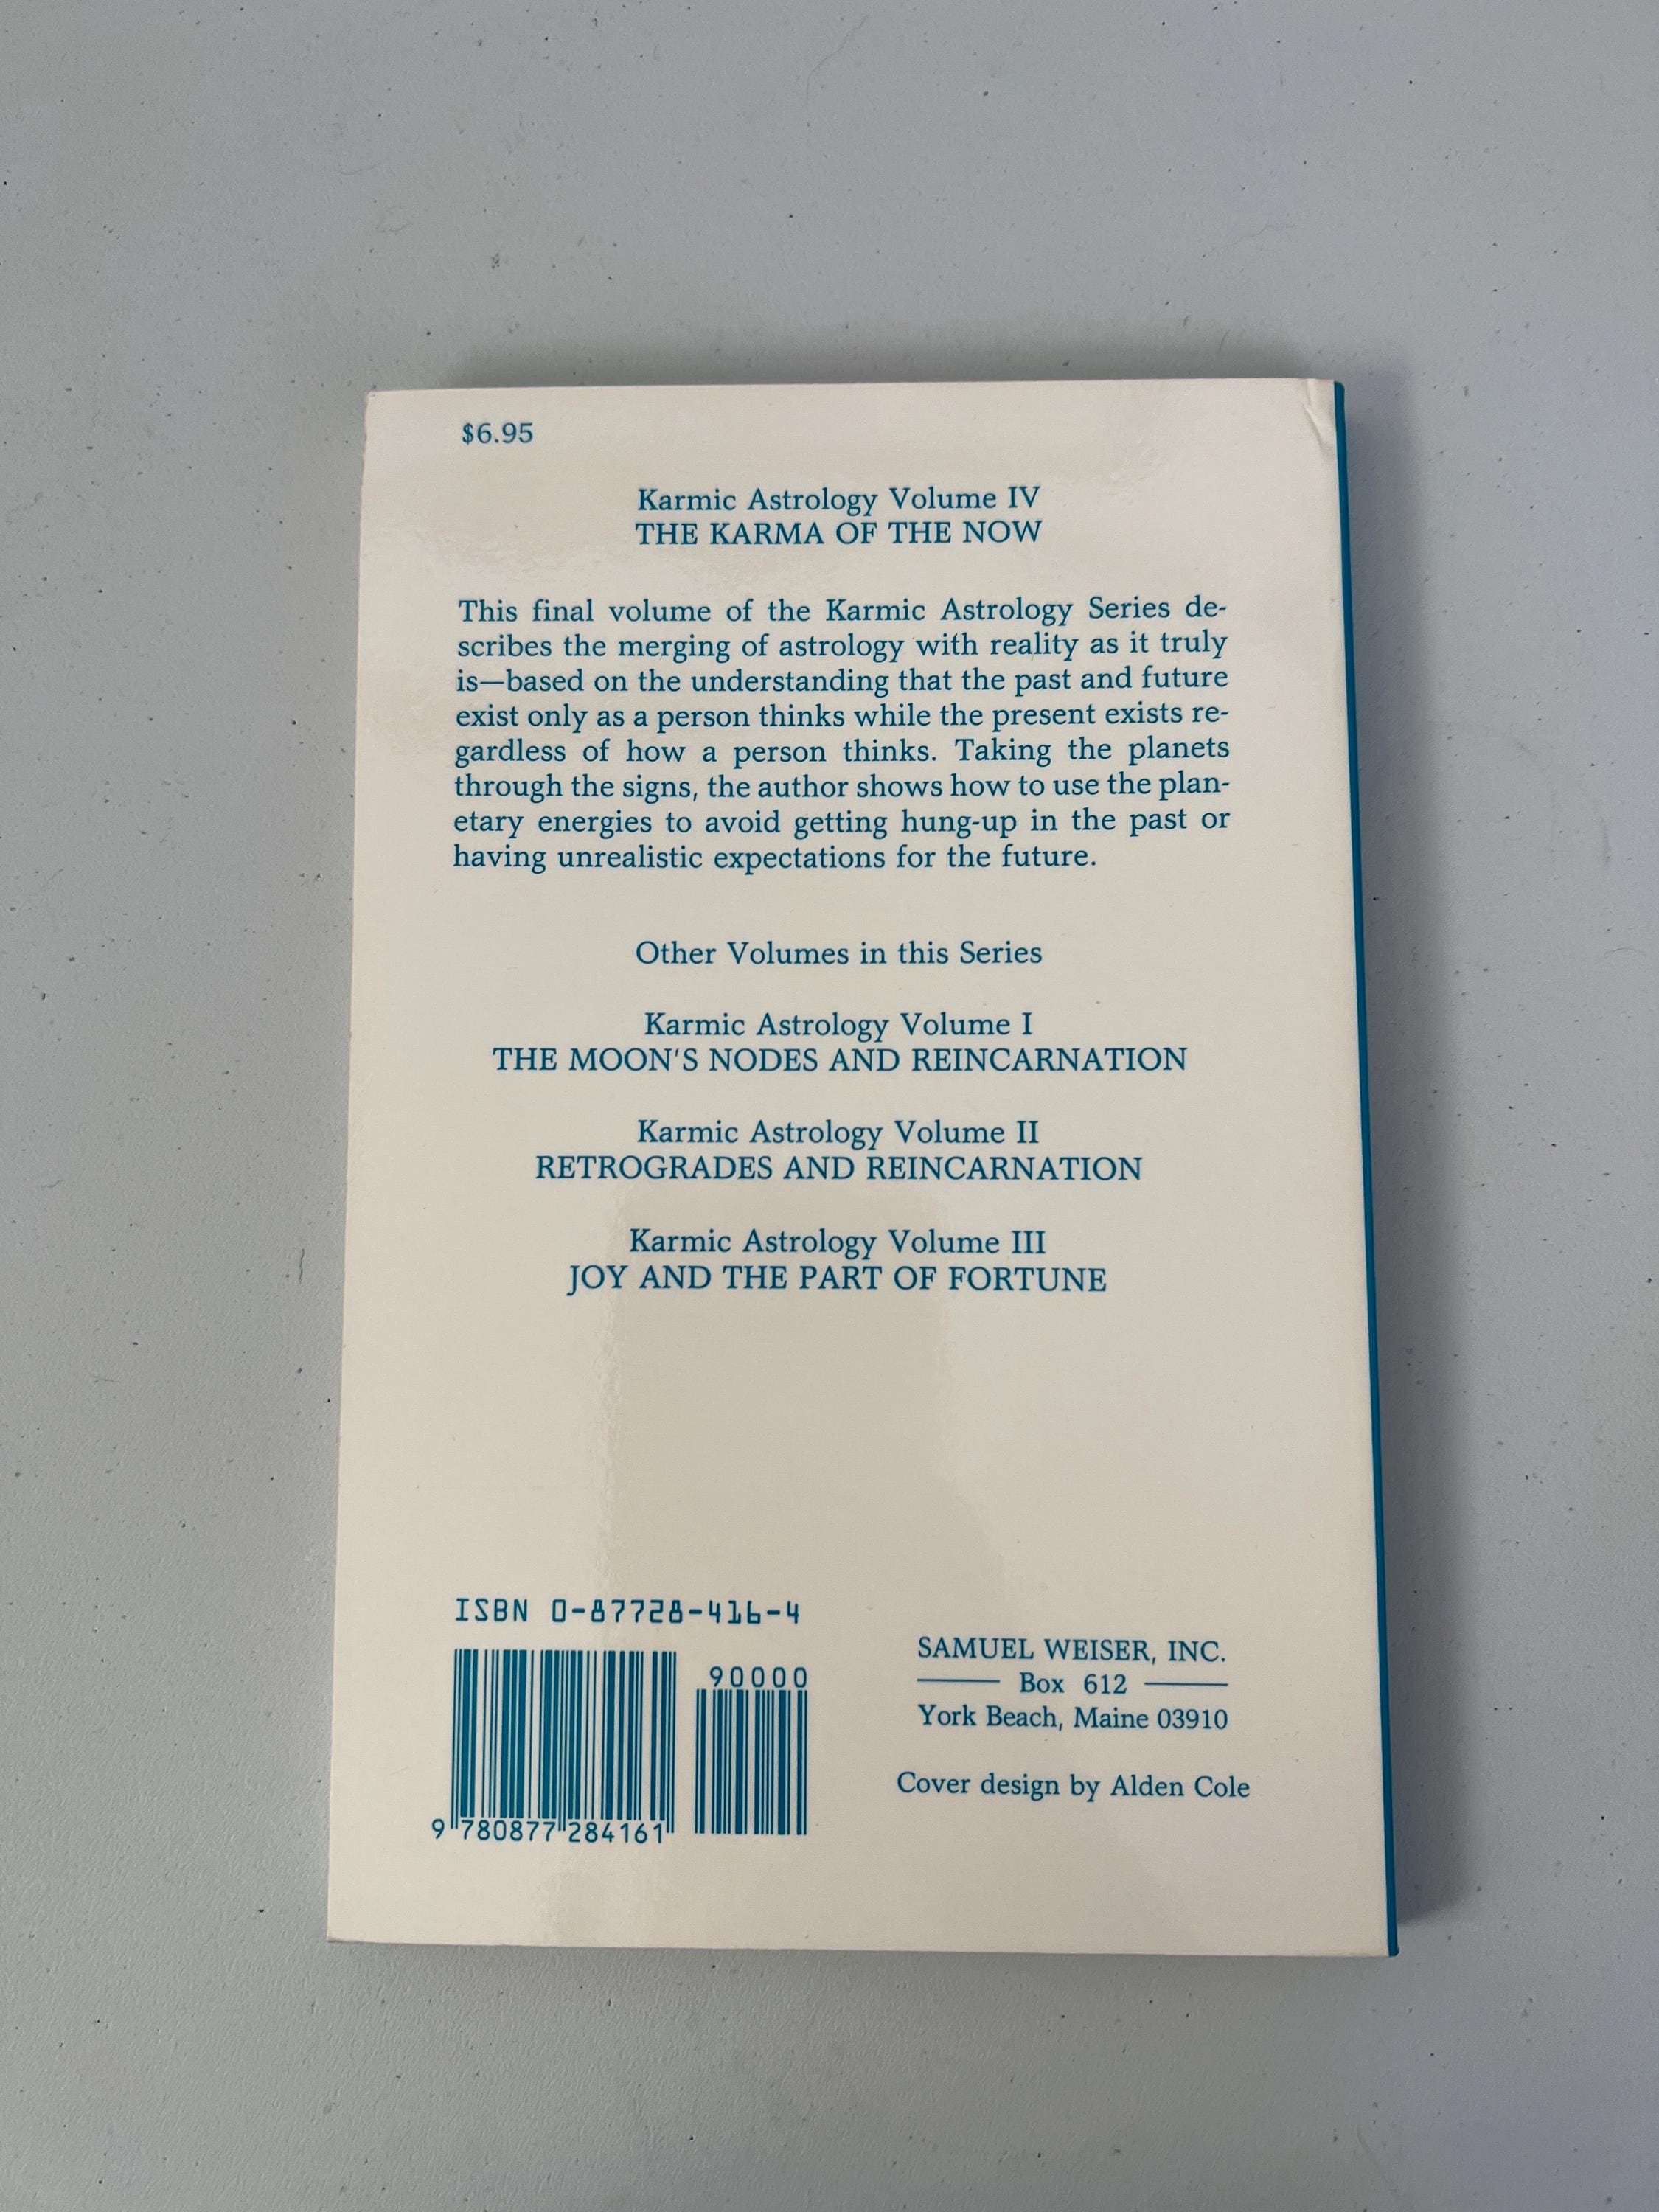 $6.95
Karmic Astrology Volume IV
THE KARMA OF THE NOW
This final volume of the Karmic Astrology Series de-
scribes the merging of astrology with reality as it truly
is—based on the understanding that the past and future
exist only as a person thinks while the present exists re-
gardless of how a person thinks. Taking the planets
through the signs, the author shows how to use the plan-
etary energies to avoid getting hung-up in the past or
having unrealistic expectations for the future.
Other Volumes in this Series
Karmic Astrology Volume I
THE MOON'S NODES AND REINCARNATION
Karmic Astrology Volume II
RETROGRADES AND REINCARNATION
Karmic Astrology Volume III
JOY AND THE PART OF FORTUNE
ISBN 0-87728-416-4
90000
9 780877 284161
SAMUEL WEISER, INC.
Box 612
York Beach, Maine 03910
Cover design by Alden Cole